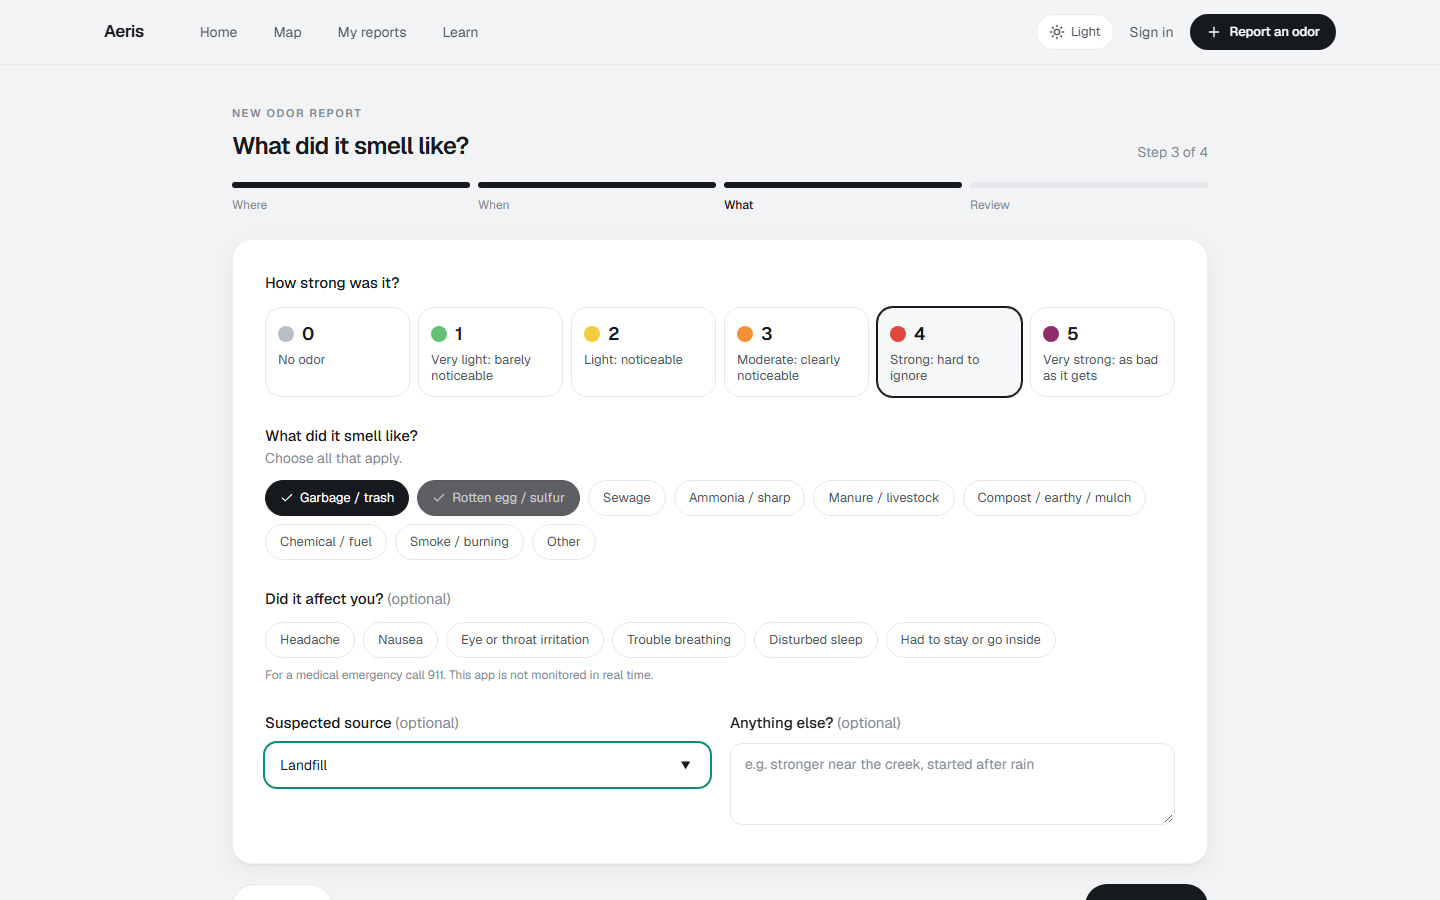 Aeris
Home
Map
My reports
Learn
Light
Sign in
Report an odor
NEW ODOR REPORT
What did it smell like?
Step 3 of 4
Where
When
What
Review
How strong was it?
0
No odor
1
Very light: barely
noticeable
2
Light: noticeable
3
Moderate: clearly
noticeable
4
Strong: hard to
ignore
5
Very strong: as bad
as it gets
What did it smell like?
Choose all that apply.
Garbage / trash
Rotten egg / sulfur
Sewage
Ammonia / sharp
Manure / livestock
Compost / earthy / mulch
Chemical / fuel
Smoke / burning
Other
Did it affect you? (optional)
Headache
Nausea
Eye or throat irritation
Trouble breathing
Disturbed sleep
Had to stay or go inside
For a medical emergency call 911. This app is not monitored in real time.
Suspected source (optional)
Landfill
Anything else? (optional)
e.g. stronger near the creek, started after rain